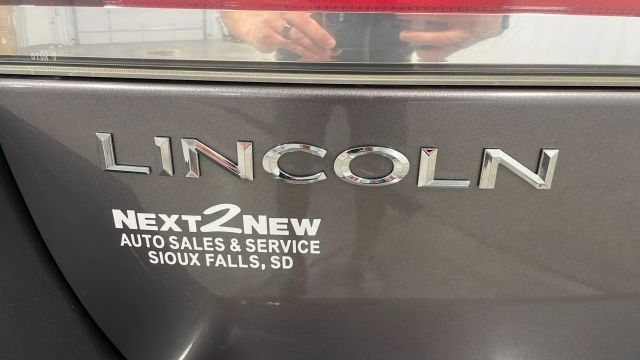 LINCOLN
NEXT2NEW
AUTO SALES & SERVICE
SIOUX FALLS, SD